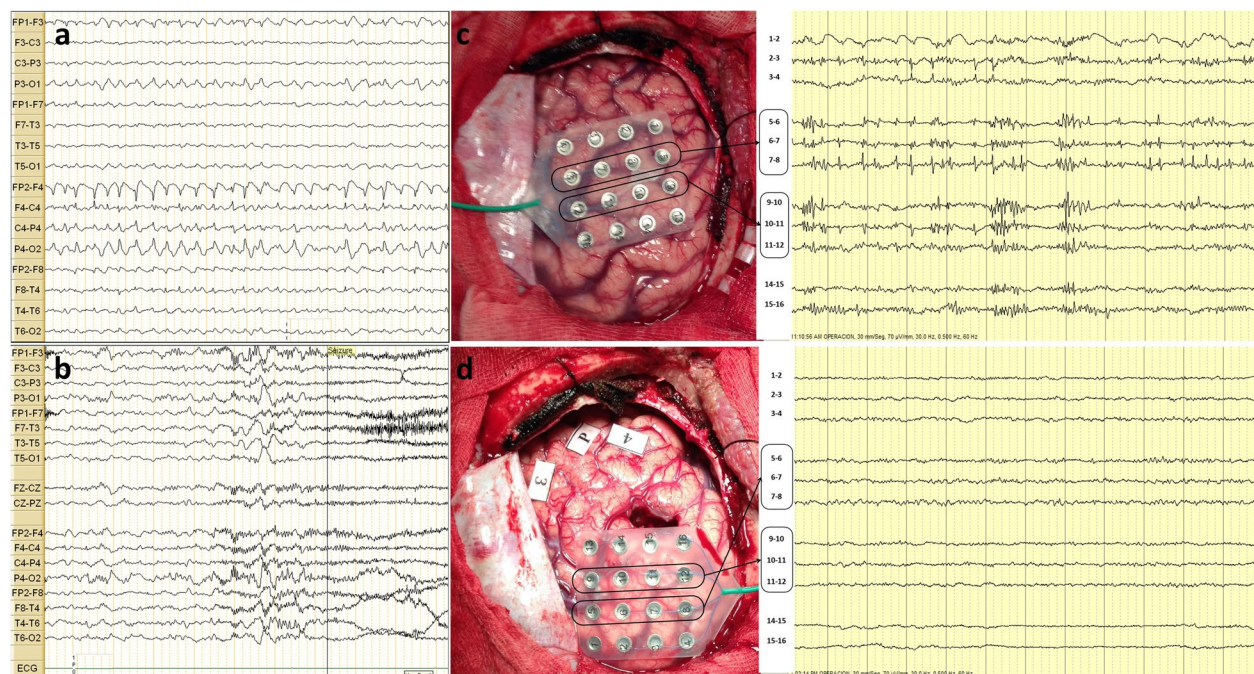 a
FP1-F3
F3-C3
C3-P3
P3-O1
FP1-F7
F7-T3
T3-T5
T5-O1
FP2-F4
F4-C4
C4-P4
P4-O2
FP2-F8
F8-T4
T4-T6
T6-O2
b
Seizure
FP1-F3
F3-C3
C3-P3
P3-O1
FP1-F7
F7-T3
T3-T5
T5-O1
FZ-CZ
CZ-PZ
FP2-F4
F4-C4
C4-P4
P4-O2
FP2-F8
F8-T4
T4-T6
T6-O2
ECG
c
1-2
2-3
3-4
5-6
6-7
7-8
9-10
10-11
11-12
14-15
15-16
11:10:56 AM OPERACION, 30 mm/Seg, 70 µV/mm, 30.0 Hz, 0.500 Hz, 60 Hz
d
3
P
4
1-2
2-3
3-4
5-6
6-7
7-8
9-10
10-11
11-12
14-15
15-16